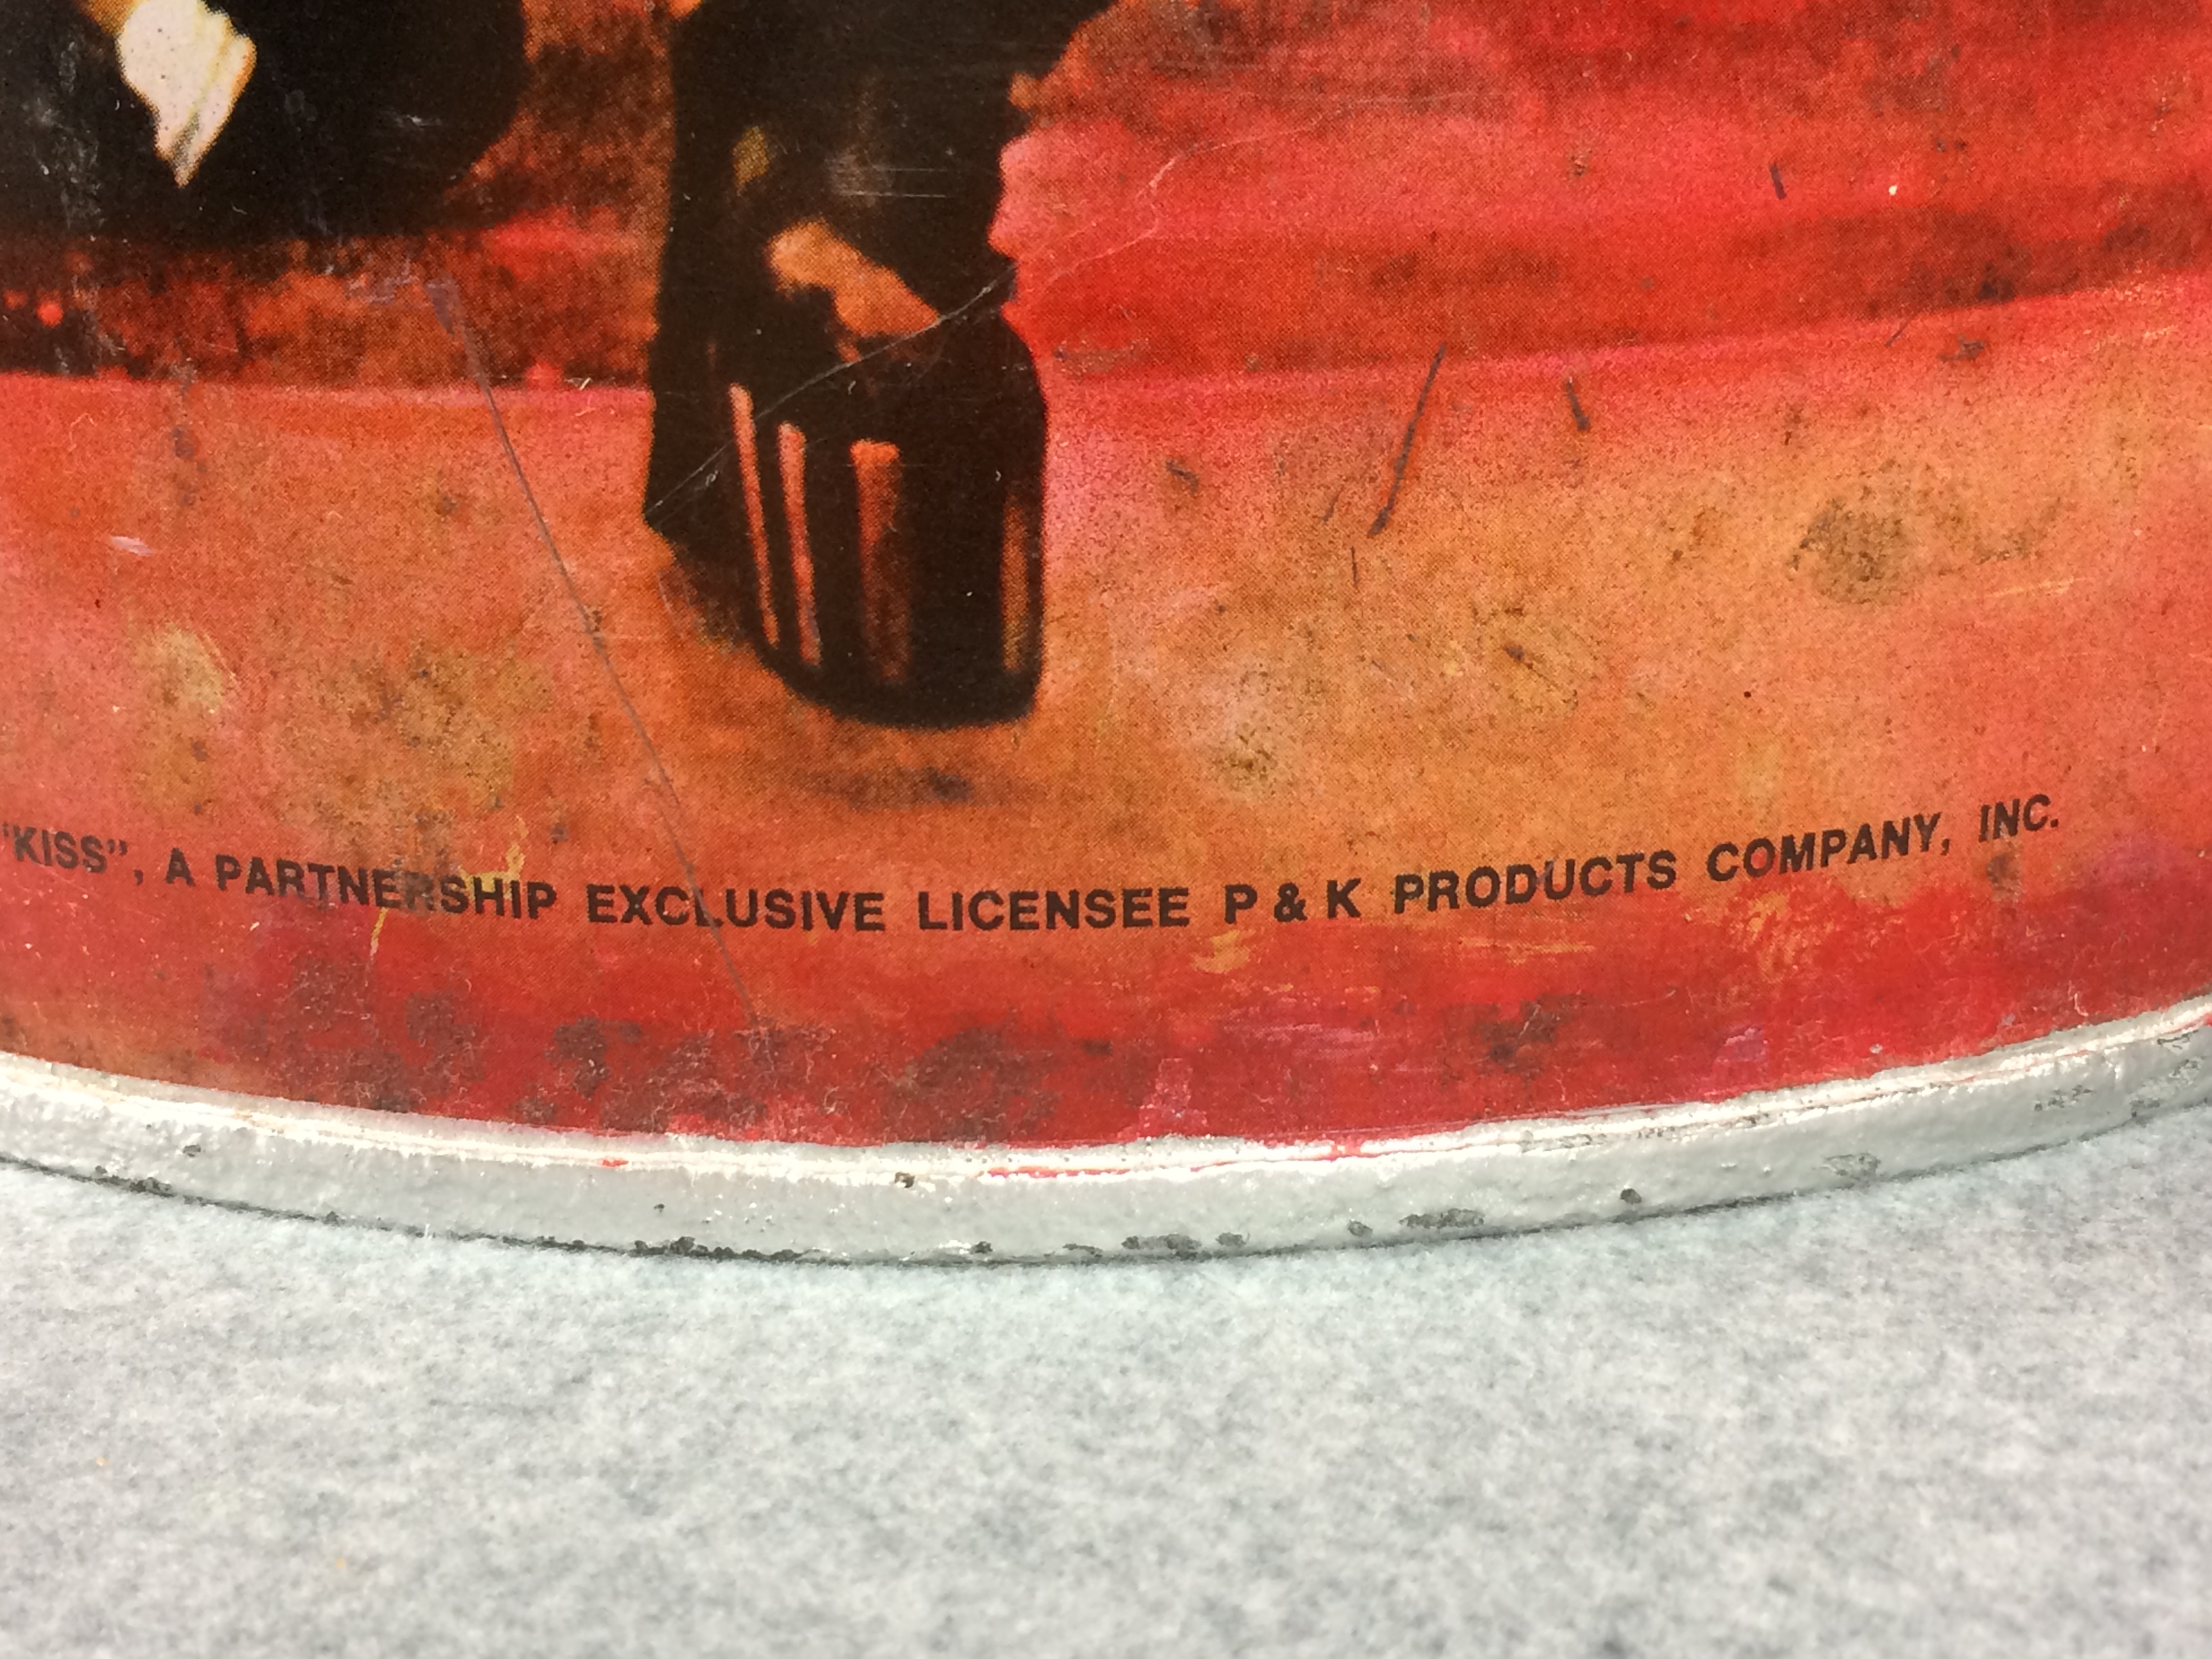 "KISS", A PARTNERSHIP EXCLUSIVE LICENSEE P & K PRODUCTS COMPANY, INC.